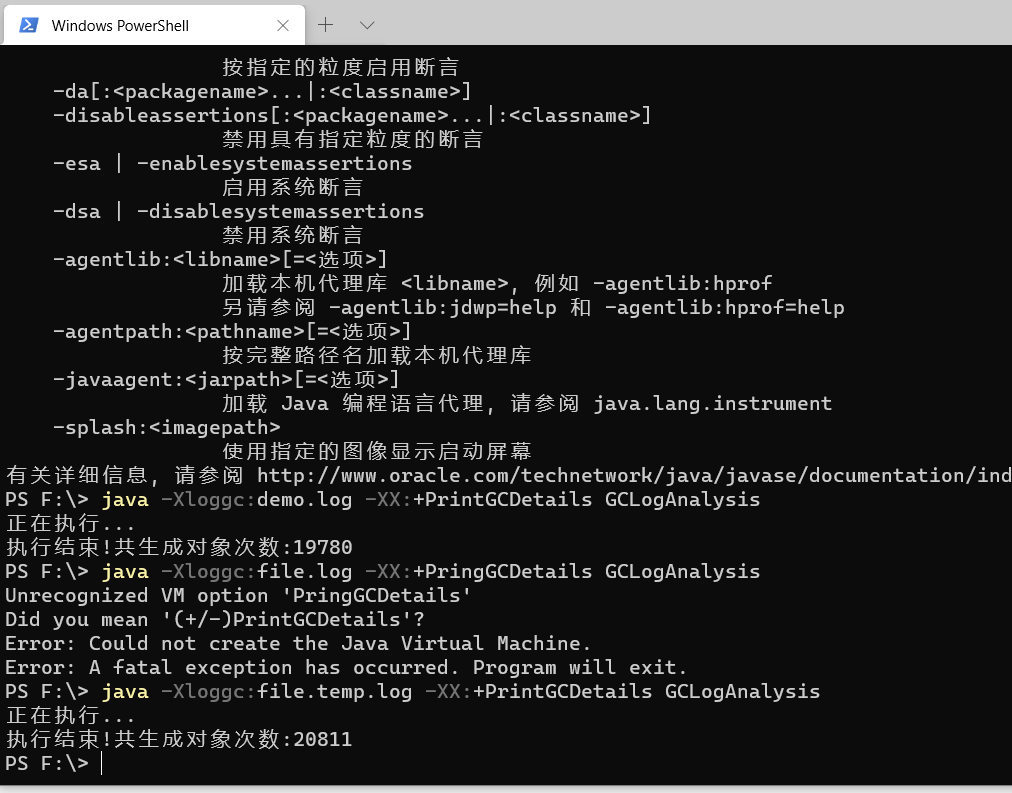 Windows PowerShell
按指定的粒度启用断言
-da[:<packagename>...|:<classname>]
-disableassertions[:<packagename>...|:<classname>]
禁用具有指定粒度的断言
-esa | -enablesystemassertions
启用系统断言
-dsa | -disablesystemassertions
禁用系统断言
-agentlib:<libname>[=<选项>]
加载本机代理库 <libname>, 例如 -agentlib:hprof
另请参阅 -agentlib:jdwp=help 和 -agentlib:hprof=help
-agentpath:<pathname>[=<选项>]
按完整路径名加载本机代理库
-javaagent:<jarpath>[=<选项>]
加载 Java 编程语言代理, 请参阅 java.lang.instrument
-splash:<imagepath>
使用指定的图像显示启动屏幕
有关详细信息, 请参阅 http://www.oracle.com/technetwork/java/javase/documentation/ind
PS F:\> java -Xloggc:demo.log -XX:+PrintGCDetails GCLogAnalysis
正在执行...
执行结束!共生成对象次数:19780
PS F:\> java -Xloggc:file.log -XX:+PringGCDetails GCLogAnalysis
Unrecognized VM option 'PringGCDetails'
Did you mean '(+/-)PrintGCDetails'?
Error: Could not create the Java Virtual Machine.
Error: A fatal exception has occurred. Program will exit.
PS F:\> java -Xloggc:file.temp.log -XX:+PrintGCDetails GCLogAnalysis
正在执行...
执行结束!共生成对象次数:20811
PS F:\>